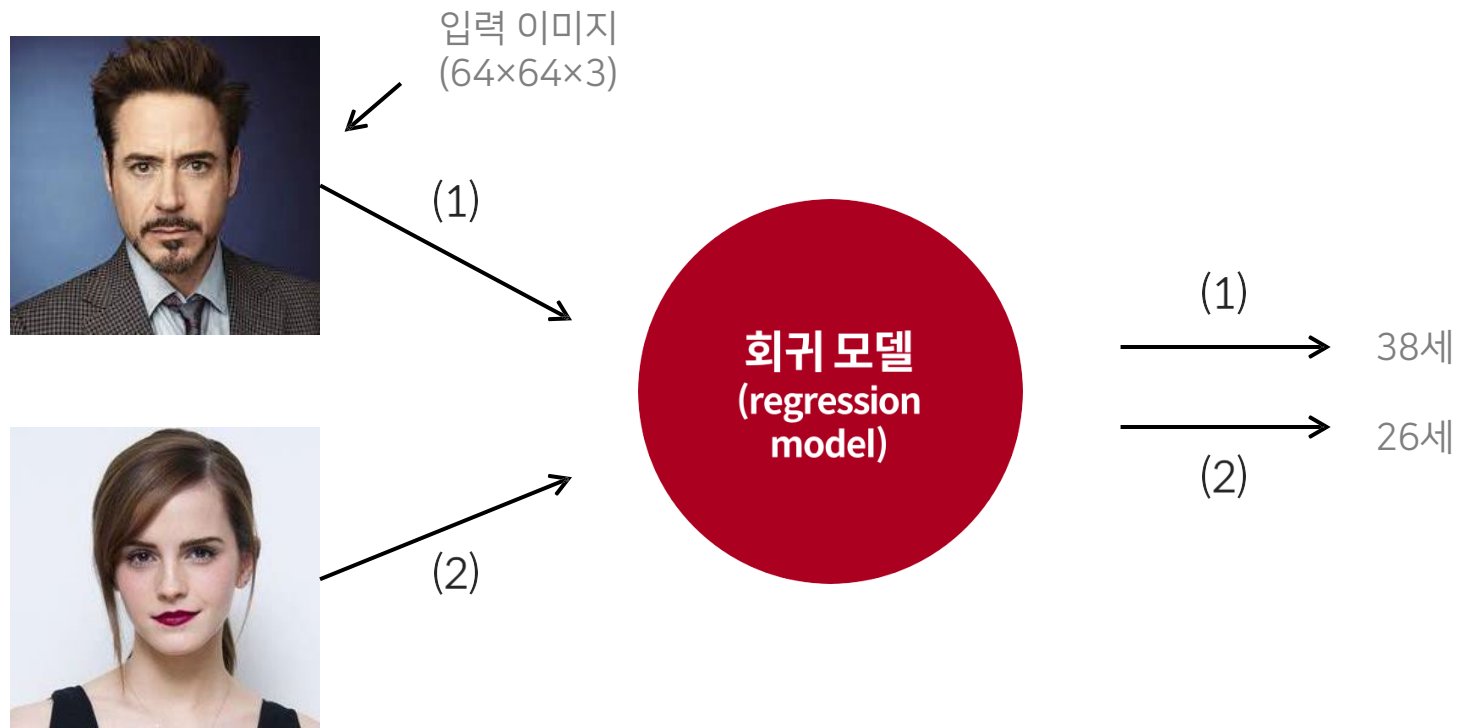 입력 이미지
(64×64×3)
(1)
(2)
회귀 모델
(regression
model)
(1)
38세
26세
(2)